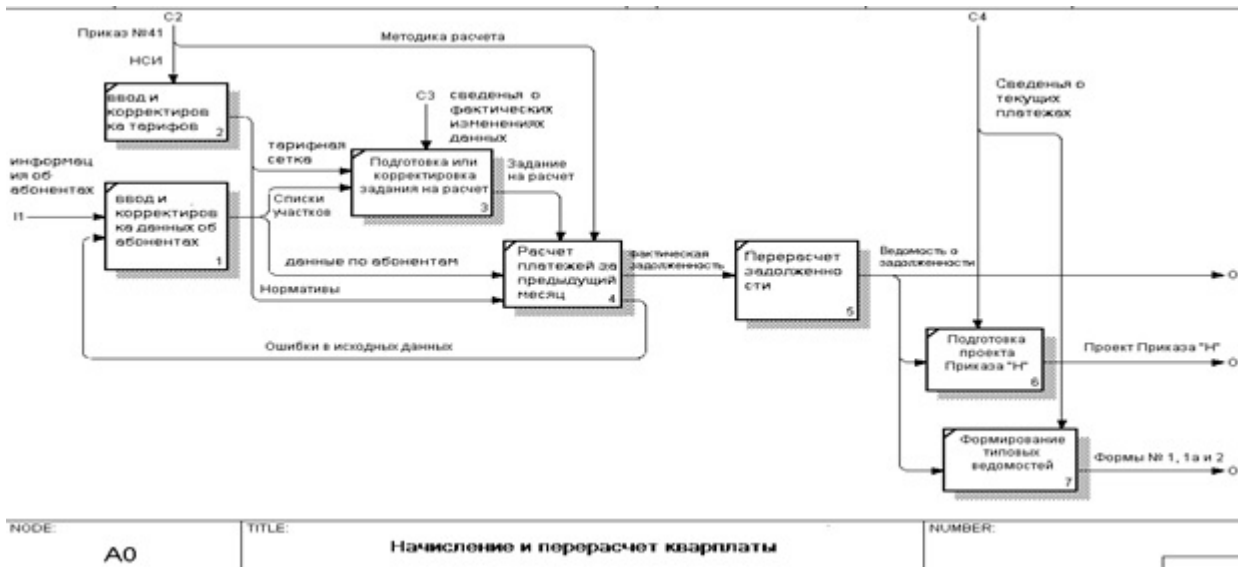 C2
Приказ №41
НСИ
Методика расчета
C4
Сведенья о
текущих
платежах
ввод и
корректиров
ка тарифов
2
C3
сведенья о
фактических
изменениях
данных
тарифная
сетка
Подготовка или
корректировка
задания на расчет
3
Задание
на расчет
информац
ия об
абонентах
I1
ввод и
корректиров
ка данных об
абонентах
1
Списки
участков
данные по абонентам
Нормативы
Расчет
платежей за
предыдущий
месяц
4
фактическая
задолженность
Перерасчет
задолженно
сти
5
Ведомость о
задолженности
O
Ошибки в исходных данных
Подготовка
проекта
Приказа "Н"
6
Проект Приказа "Н"
O
Формирование
типовых
ведомостей
7
Формы № 1, 1а и 2
O
NODE:
A0
TITLE:
Начисление и перерасчет кварплаты
NUMBER: